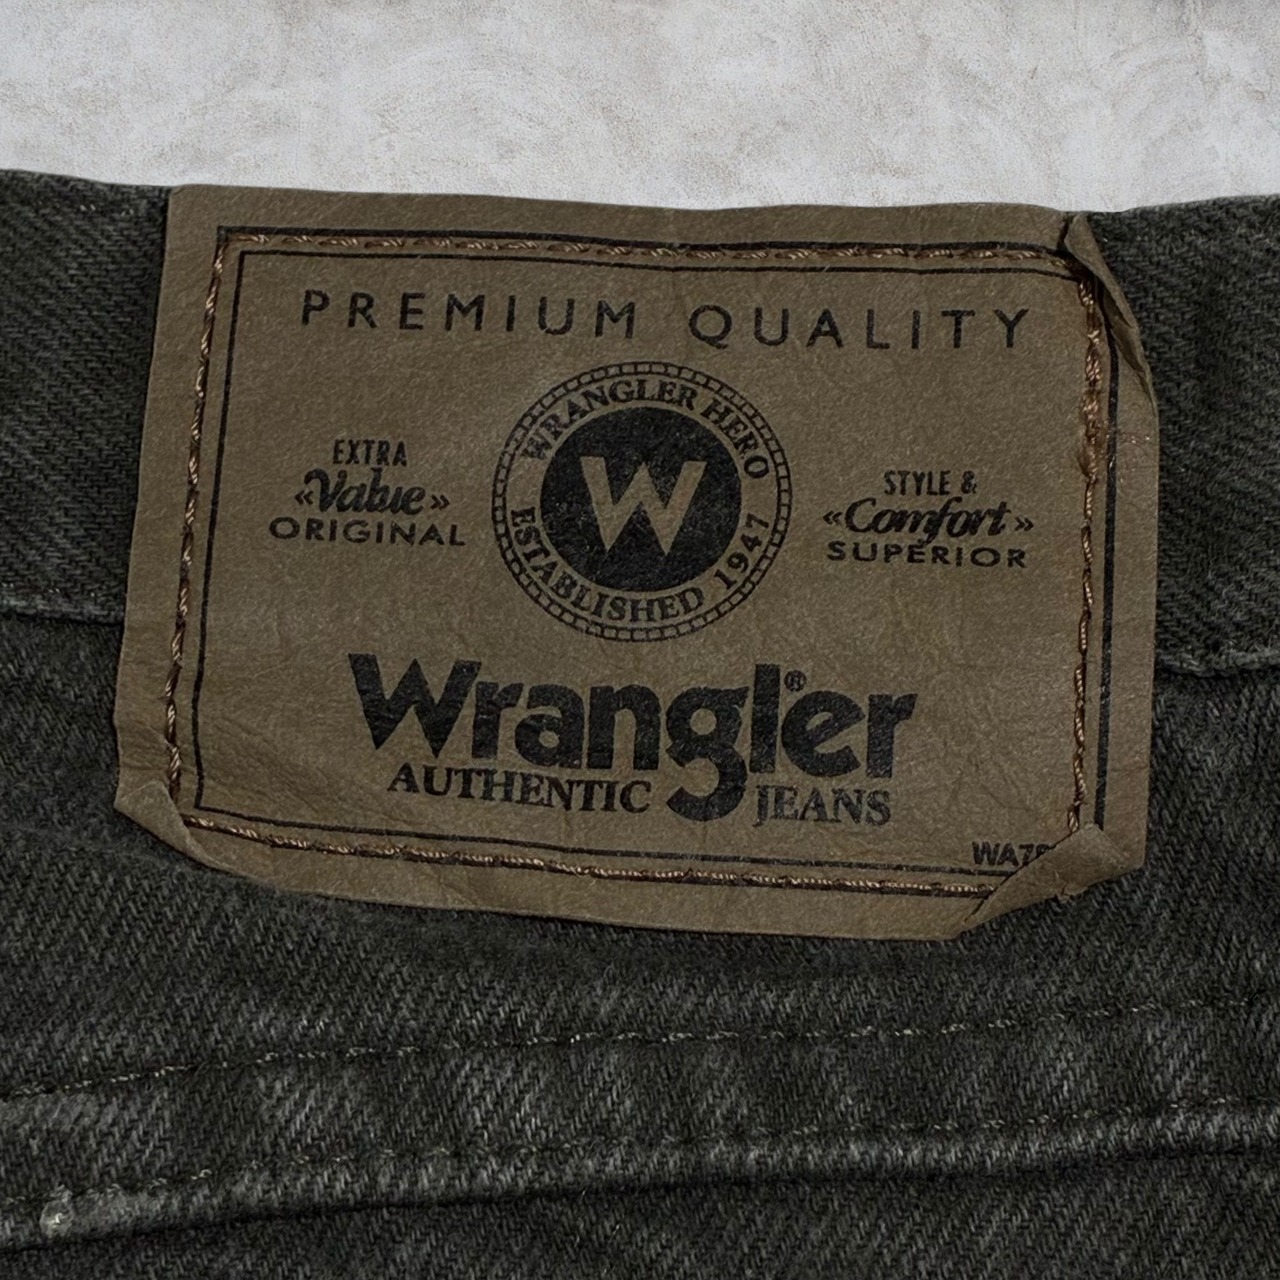 PREMIUM QUALITY
WRANGLER HERO
W
ESTABLISHED 1947
EXTRA
«Value»
ORIGINAL
STYLE &
«Comfort»
SUPERIOR
Wrangler®
AUTHENTIC JEANS